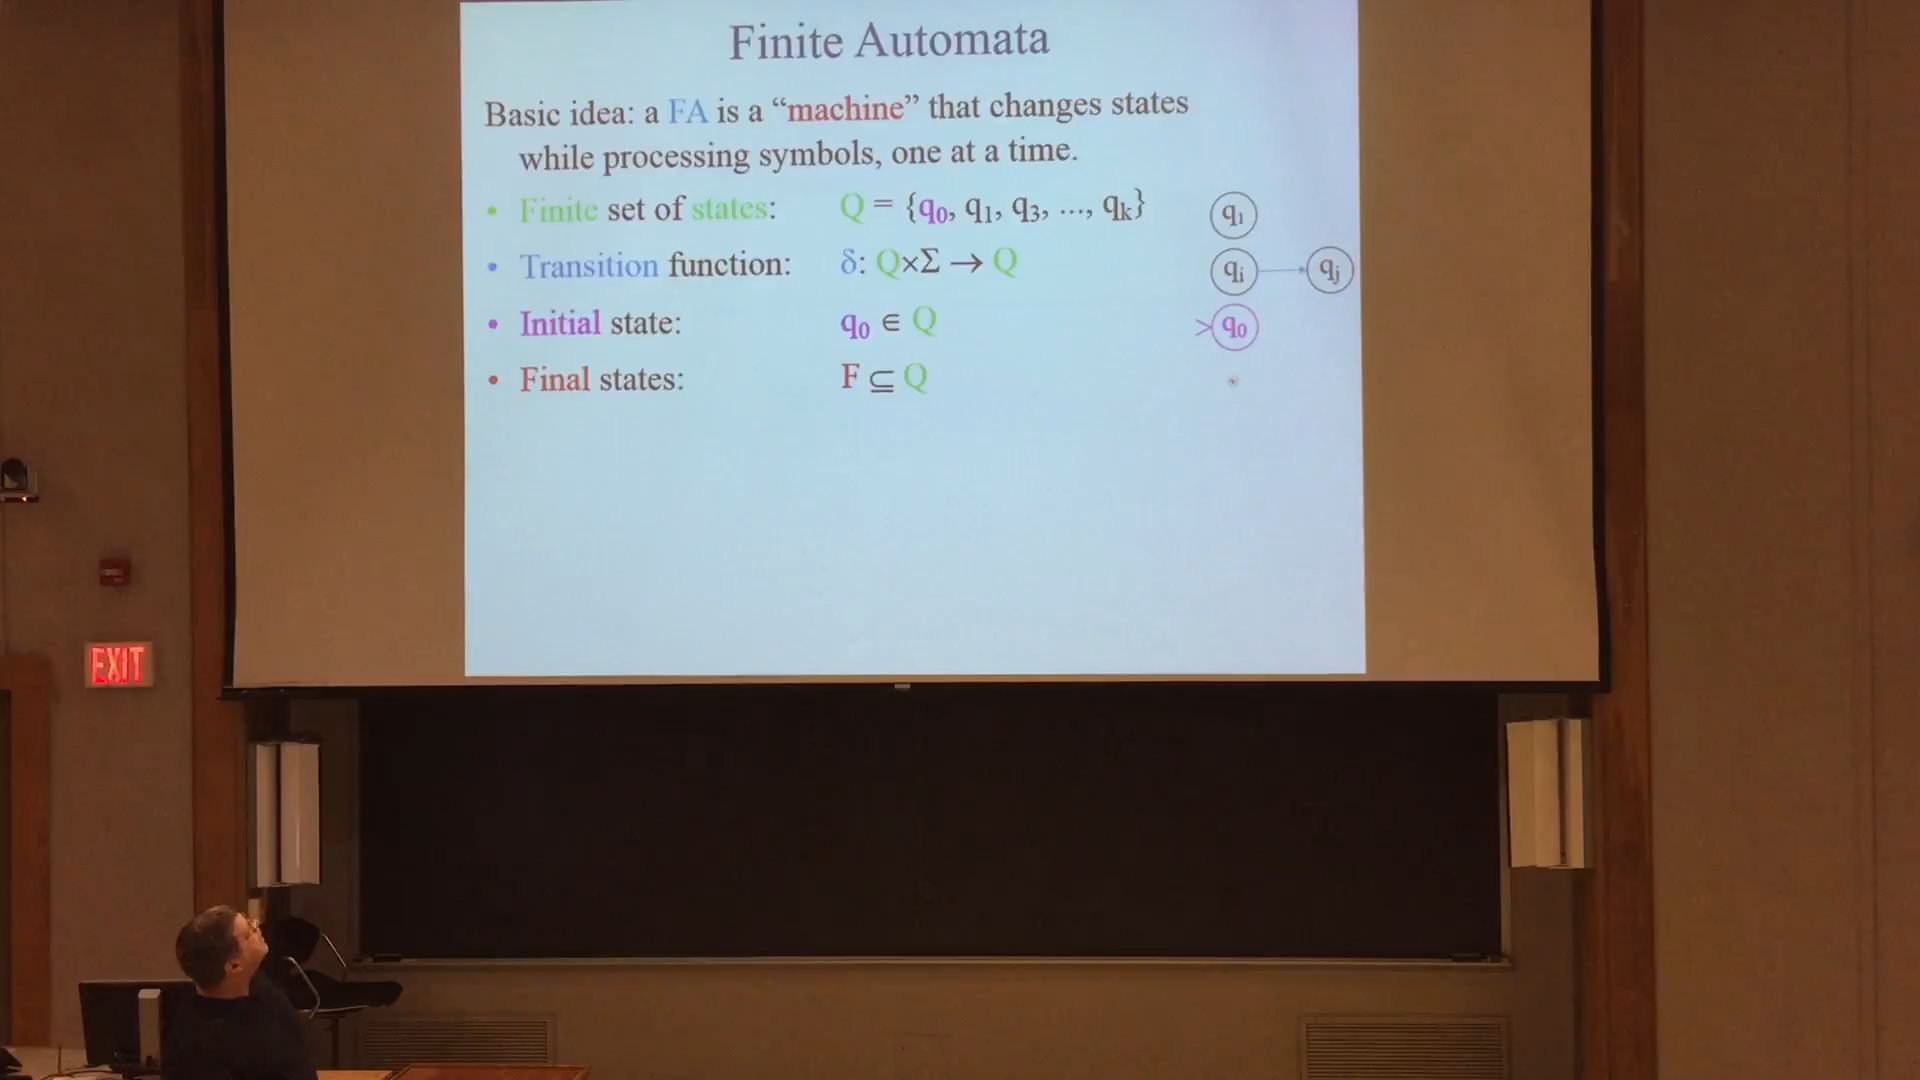 Finite Automata
Basic idea: a FA is a “machine” that changes states
while processing symbols, one at a time.
• Finite set of states: Q = {q₀, q₁, q₃, ..., qₖ} q₁
• Transition function: δ: Q×Σ → Q qᵢ qⱼ
• Initial state: q₀ ∈ Q >q₀
• Final states: F ⊆ Q
EXIT